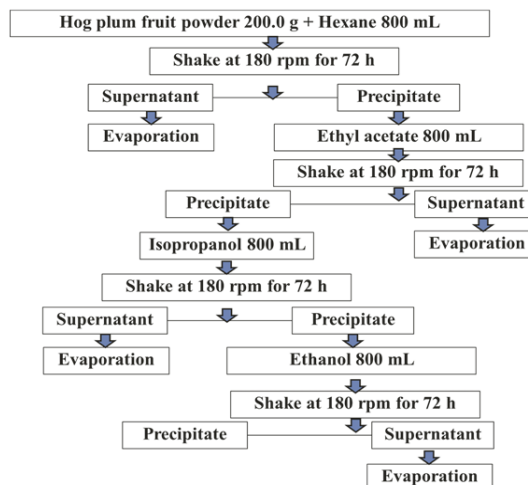 Hog plum fruit powder 200.0 g + Hexane 800 mL
Shake at 180 rpm for 72 h
Supernatant
Precipitate
Evaporation
Ethyl acetate 800 mL
Shake at 180 rpm for 72 h
Precipitate
Supernatant
Isopropanol 800 mL
Evaporation
Shake at 180 rpm for 72 h
Supernatant
Precipitate
Evaporation
Ethanol 800 mL
Shake at 180 rpm for 72 h
Precipitate
Supernatant
Evaporation